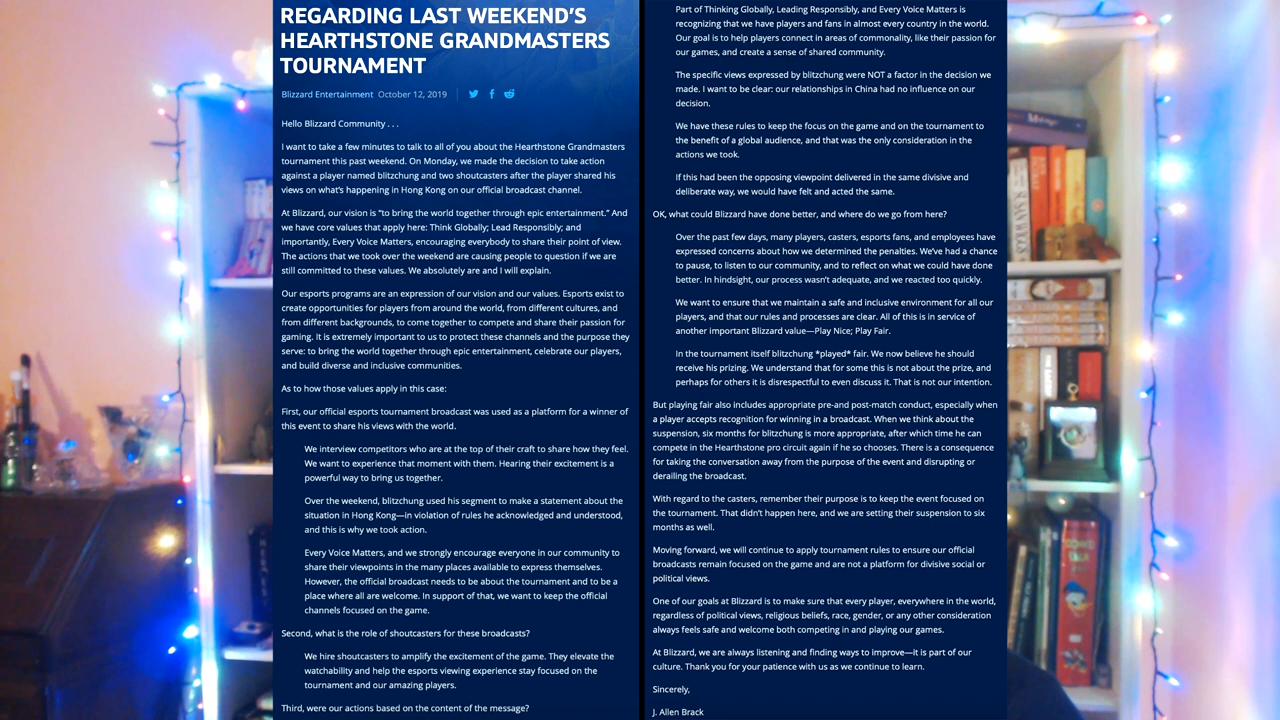 REGARDING LAST WEEKEND'S
HEARTHSTONE GRANDMASTERS
TOURNAMENT
Blizzard Entertainment October 12, 2019
Hello Blizzard Community . . .
I want to take a few minutes to talk to all of you about the Hearthstone Grandmasters
tournament this past weekend. On Monday, we made the decision to take action
against a player named blitzchung and two shoutcasters after the player shared his
views on what's happening in Hong Kong on our official broadcast channel.
At Blizzard, our vision is "to bring the world together through epic entertainment." And
we have core values that apply here: Think Globally; Lead Responsibly; and
importantly, Every Voice Matters, encouraging everybody to share their point of view.
The actions that we took over the weekend are causing people to question if we are
still committed to these values. We absolutely are and I will explain.
Our esports programs are an expression of our vision and our values. Esports exist to
create opportunities for players from around the world, from different cultures, and
from different backgrounds, to come together to compete and share their passion for
gaming. It is extremely important to us to protect these channels and the purpose they
serve: to bring the world together through epic entertainment, celebrate our players,
and build diverse and inclusive communities.
As to how those values apply in this case:
First, our official esports tournament broadcast was used as a platform for a winner of
this event to share his views with the world.
We interview competitors who are at the top of their craft to share how they feel.
We want to experience that moment with them. Hearing their excitement is a
powerful way to bring us together.
Over the weekend, blitzchung used his segment to make a statement about the
situation in Hong Kong—in violation of rules he acknowledged and understood,
and this is why we took action.
Every Voice Matters, and we strongly encourage everyone in our community to
share their viewpoints in the many places available to express themselves.
However, the official broadcast needs to be about the tournament and to be a
place where all are welcome. In support of that, we want to keep the official
channels focused on the game.
Second, what is the role of shoutcasters for these broadcasts?
We hire shoutcasters to amplify the excitement of the game. They elevate the
watchability and help the esports viewing experience stay focused on the
tournament and our amazing players.
Third, were our actions based on the content of the message?
Part of Thinking Globally, Leading Responsibly, and Every Voice Matters is
recognizing that we have players and fans in almost every country in the world.
Our goal is to help players connect in areas of commonality, like their passion for
our games, and create a sense of shared community.
The specific views expressed by blitzchung were NOT a factor in the decision we
made. I want to be clear: our relationships in China had no influence on our
decision.
We have these rules to keep the focus on the game and on the tournament to
the benefit of a global audience, and that was the only consideration in the
actions we took.
If this had been the opposing viewpoint delivered in the same divisive and
deliberate way, we would have felt and acted the same.
OK, what could Blizzard have done better, and where do we go from here?
Over the past few days, many players, casters, esports fans, and employees have
expressed concerns about how we determined the penalties. We've had a chance
to pause, to listen to our community, and to reflect on what we could have done
better. In hindsight, our process wasn't adequate, and we reacted too quickly.
We want to ensure that we maintain a safe and inclusive environment for all our
players, and that our rules and processes are clear. All of this is in service of
another important Blizzard value—Play Nice; Play Fair.
In the tournament itself blitzchung *played* fair. We now believe he should
receive his prizing. We understand that for some this is not about the prize, and
perhaps for others it is disrespectful to even discuss it. That is not our intention.
But playing fair also includes appropriate pre-and post-match conduct, especially when
a player accepts recognition for winning in a broadcast. When we think about the
suspension, six months for blitzchung is more appropriate, after which time he can
compete in the Hearthstone pro circuit again if he so chooses. There is a consequence
for taking the conversation away from the purpose of the event and disrupting or
derailing the broadcast.
With regard to the casters, remember their purpose is to keep the event focused on
the tournament. That didn't happen here, and we are setting their suspension to six
months as well.
Moving forward, we will continue to apply tournament rules to ensure our official
broadcasts remain focused on the game and are not a platform for divisive social or
political views.
One of our goals at Blizzard is to make sure that every player, everywhere in the world,
regardless of political views, religious beliefs, race, gender, or any other consideration
always feels safe and welcome both competing in and playing our games.
At Blizzard, we are always listening and finding ways to improve—it is part of our
culture. Thank you for your patience with us as we continue to learn.
Sincerely,
J. Allen Brack